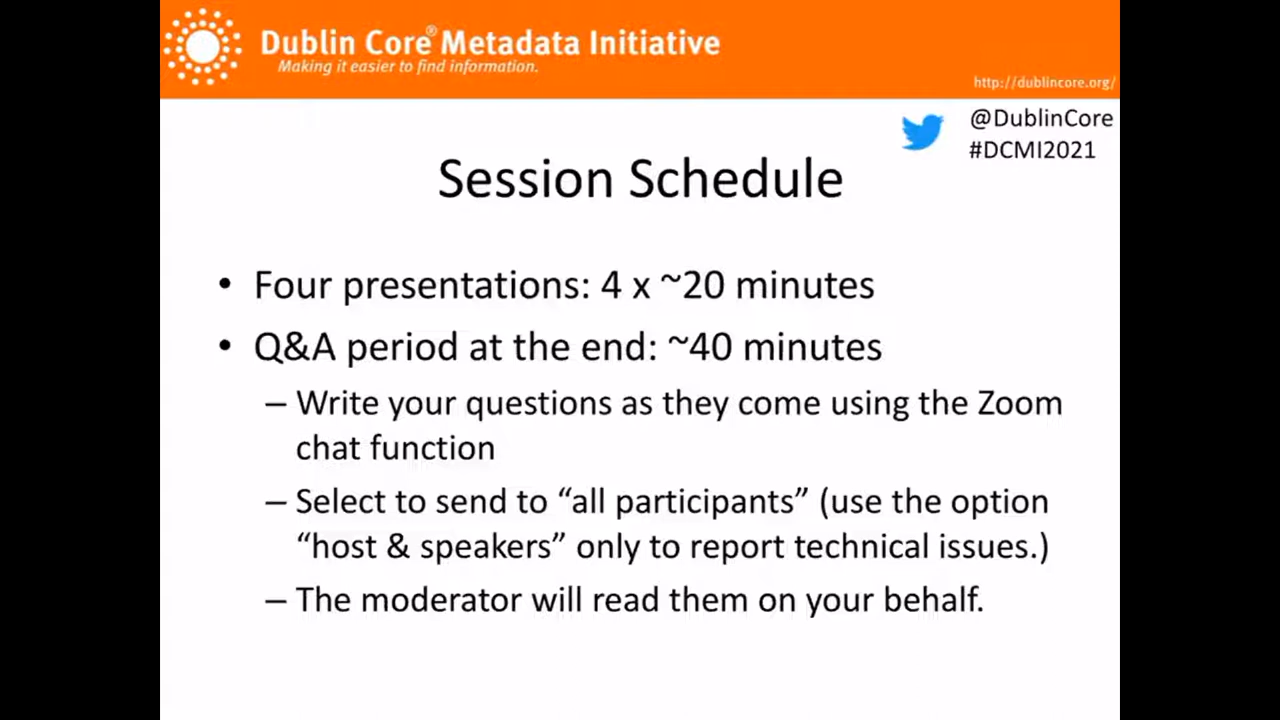 Dublin Core® Metadata Initiative
Making it easier to find information.
http://dublincore.org/
@DublinCore
#DCMI2021
Session Schedule
• Four presentations: 4 x ~20 minutes
• Q&A period at the end: ~40 minutes
– Write your questions as they come using the Zoom
chat function
– Select to send to “all participants” (use the option
“host & speakers” only to report technical issues.)
– The moderator will read them on your behalf.